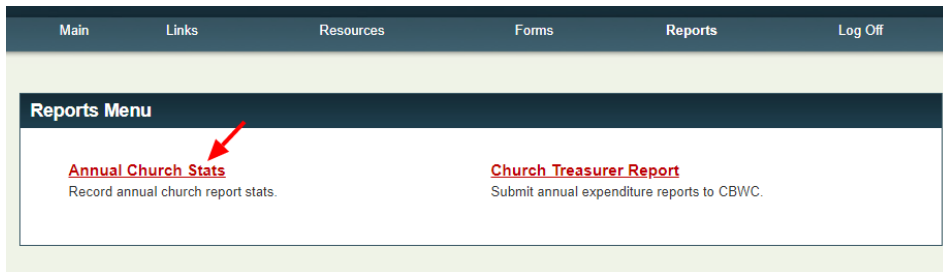 Main Links Resources Forms Reports Log Off
Reports Menu
Annual Church Stats
Record annual church report stats.
Church Treasurer Report
Submit annual expenditure reports to CBWC.